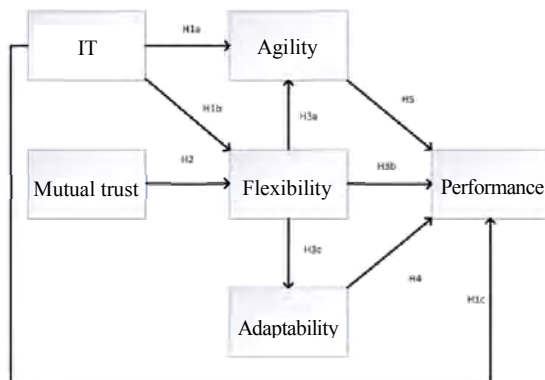 H1a
IT
Agility
H1b
H3a
H5
H2
H3b
Mutual trust
Flexibility
Performance
H3c
H4
H1c
Adaptability